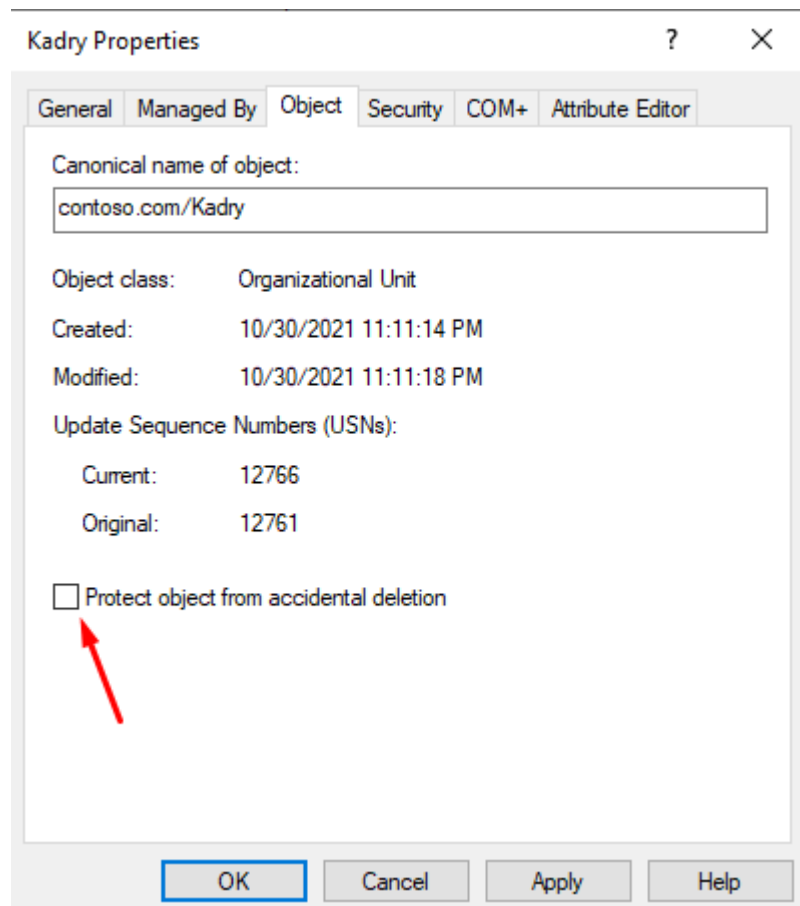 Kadry Properties
General Managed By Object Security COM+ Attribute Editor
Canonical name of object:
contoso.com/Kadry
Object class: Organizational Unit
Created: 10/30/2021 11:11:14 PM
Modified: 10/30/2021 11:11:18 PM
Update Sequence Numbers (USNs):
Current: 12766
Original: 12761
Protect object from accidental deletion
OK Cancel Apply Help